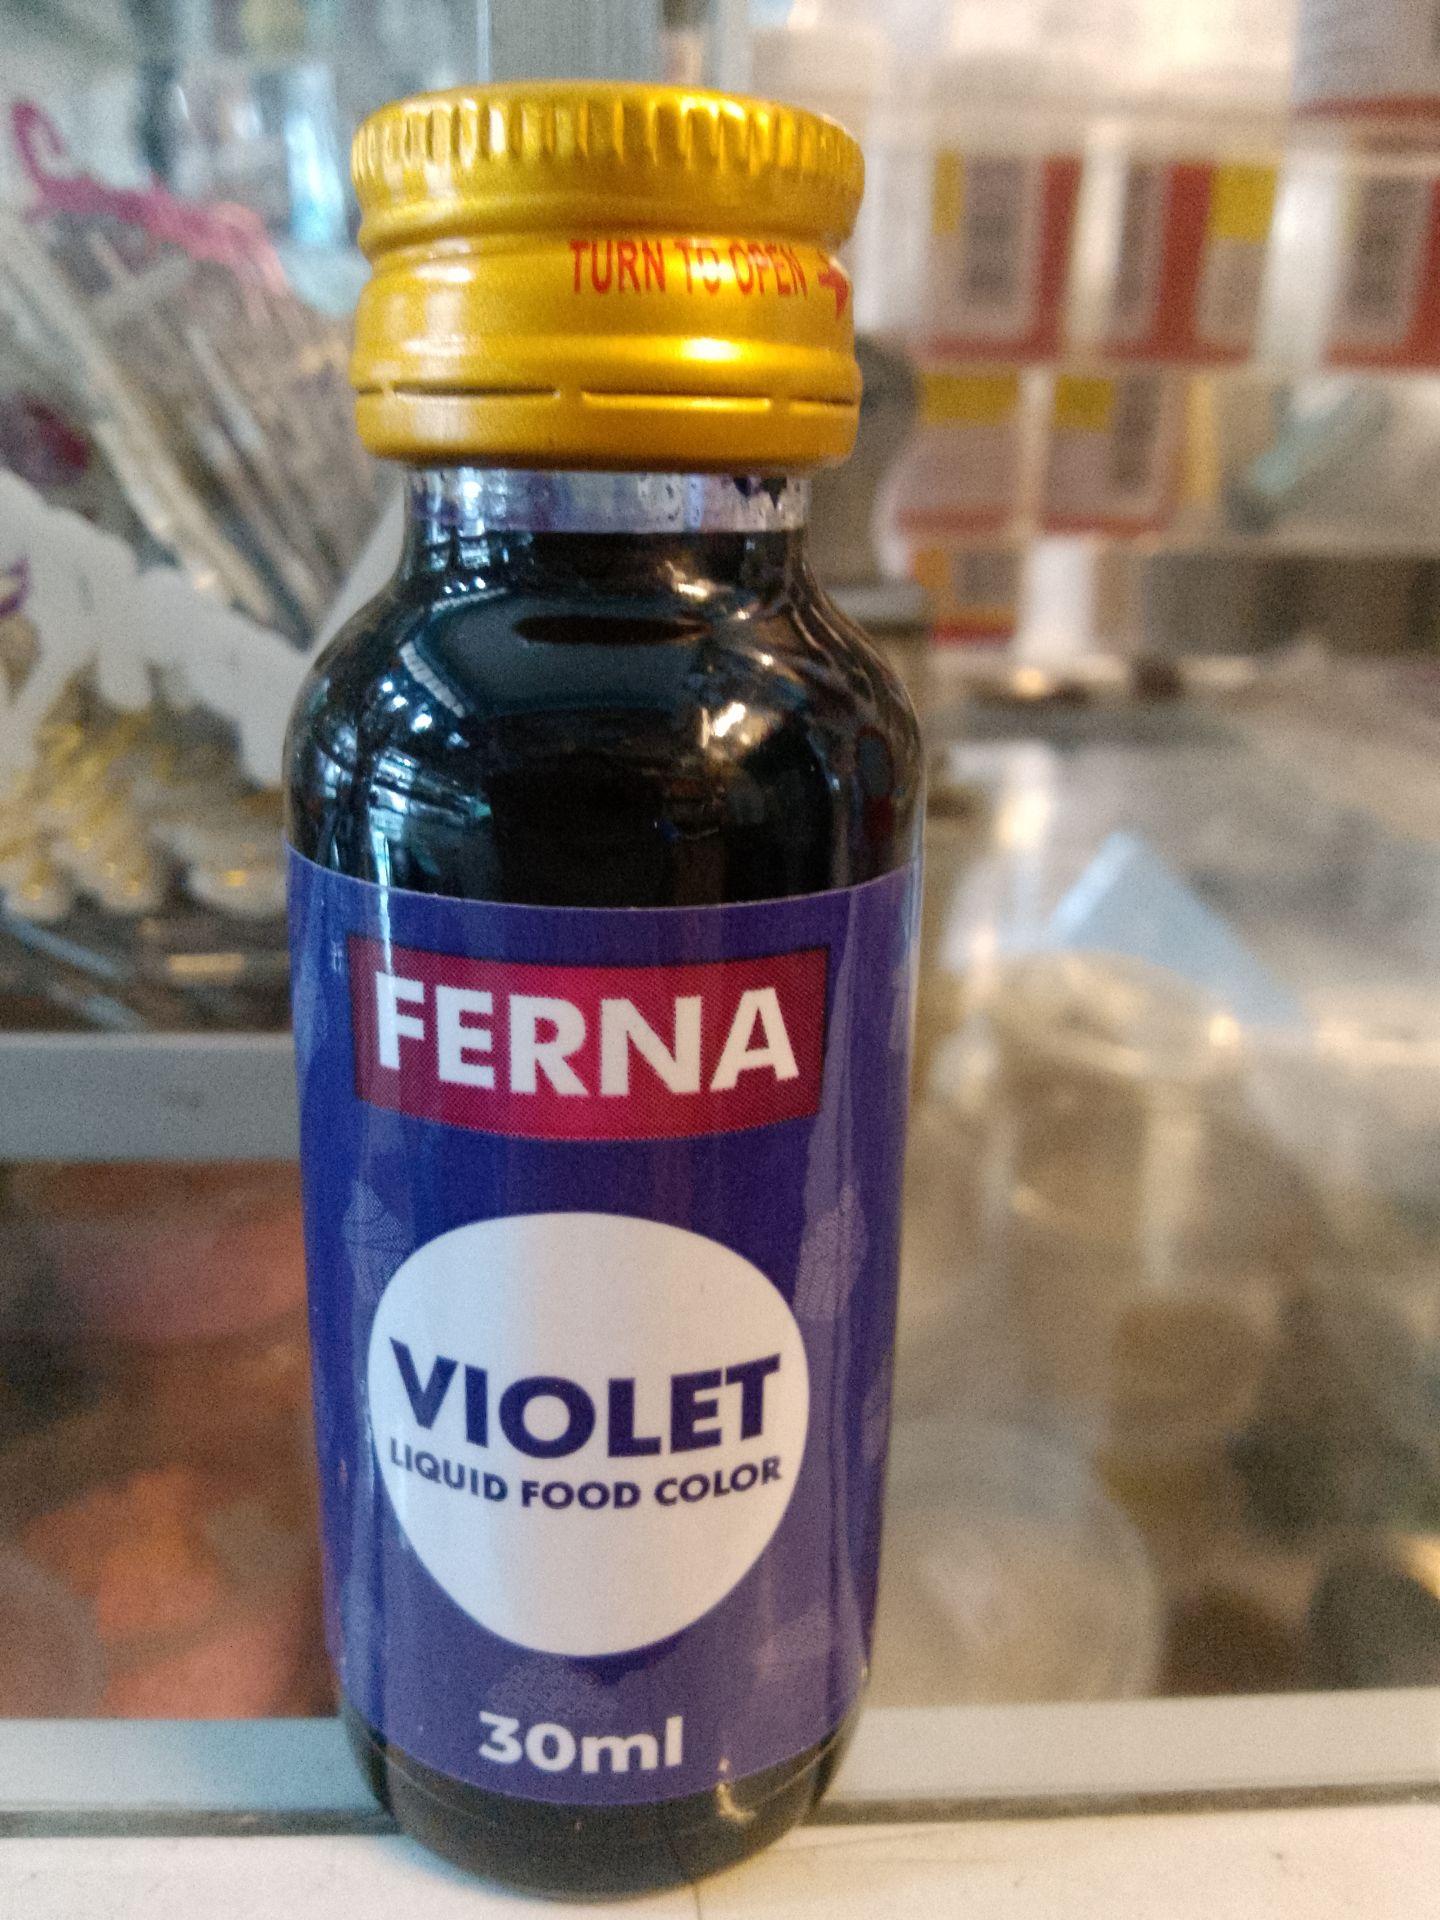 TURN TO OPEN
FERNA
VIOLET
LIQUID FOOD COLOR
30ml